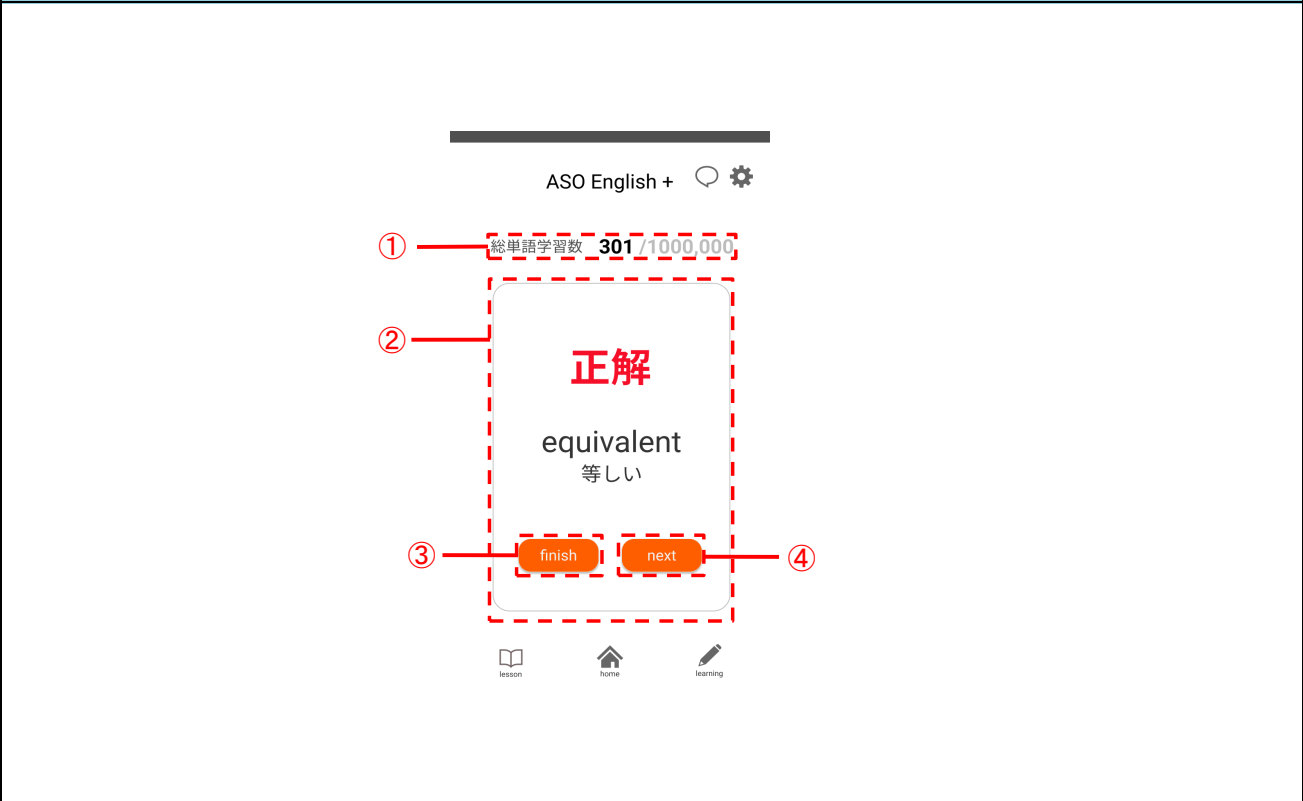 ASO English +
① 総単語学習数 301 /1000,000
②
正解
equivalent
等しい
③ finish next ④
lesson home learning